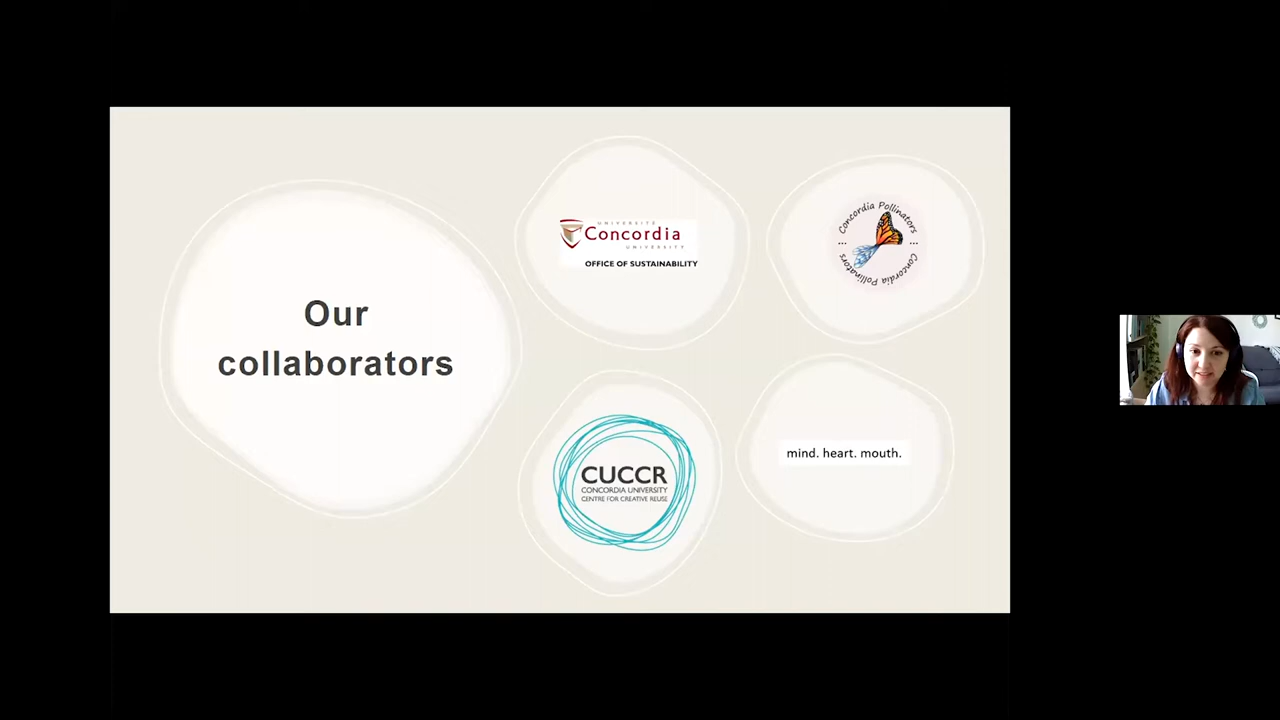 Our
collaborators
UNIVERSITÉ
Concordia
UNIVERSITY
OFFICE OF SUSTAINABILITY
Concordia Pollinators
... ...
Concordia Pollinators
CUCCR
CONCORDIA UNIVERSITY
CENTRE FOR CREATIVE REUSE
mind. heart. mouth.